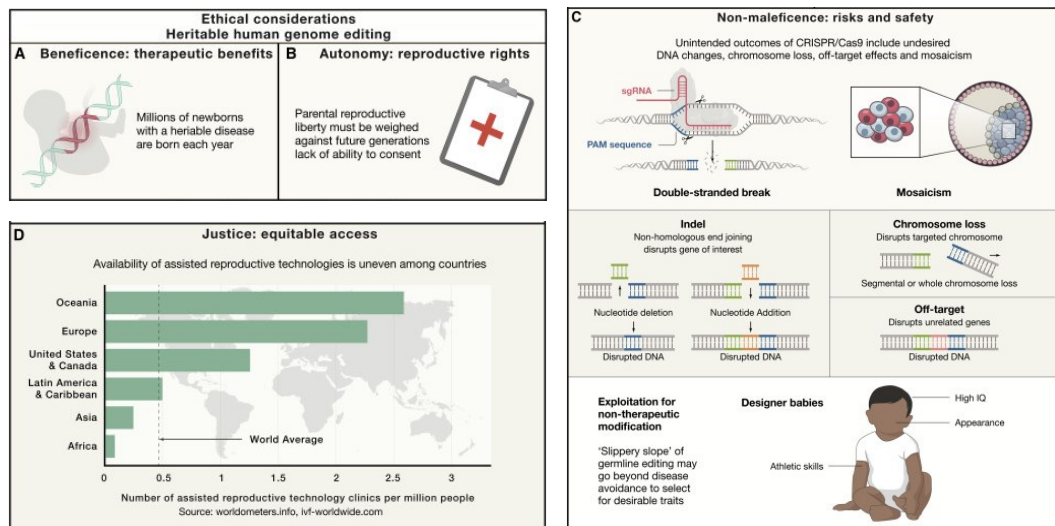 Ethical considerations
Heritable human genome editing
A
Beneficence: therapeutic benefits
Millions of newborns
with a heriable disease
are born each year
B
Autonomy: reproductive rights
Parental reproductive
liberty must be weighed
against future generations
lack of ability to consent
C
Non-maleficence: risks and safety
Unintended outcomes of CRISPR/Cas9 include undesired
DNA changes, chromosome loss, off-target effects and mosaicism
sgRNA
PAM sequence
Double-stranded break
Mosaicism
Indel
Non-homologous end joining
disrupts gene of interest
Nucleotide deletion
Nucleotide Addition
Disrupted DNA
Disrupted DNA
Chromosome loss
Disrupts targeted chromosome
Segmental or whole chromosome loss
Off-target
Disrupts unrelated genes
Disrupted DNA
Exploitation for
non-therapeutic
modification
'Slippery slope' of
germline editing may
go beyond disease
avoidance to select
for desirable traits
Designer babies
High IQ
Appearance
Athletic skills
D
Justice: equitable access
Availability of assisted reproductive technologies is uneven among countries
Oceania
Europe
United States
& Canada
Latin America
& Caribbean
Asia
Africa
World Average
0
0.5
1
1.5
2
2.5
3
Number of assisted reproductive technology clinics per million people
Source: worldometers.info, ivf-worldwide.com